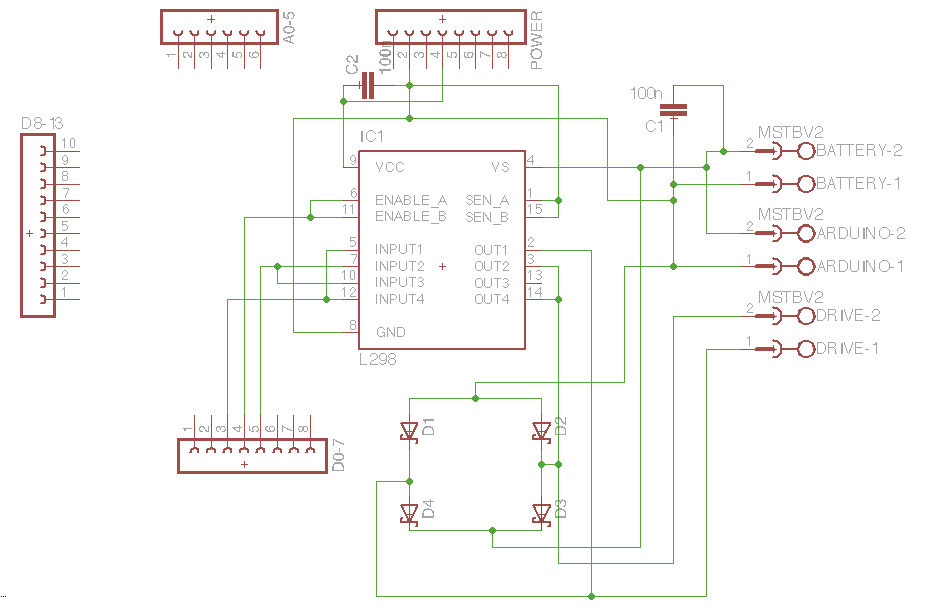 A0-5
1 2 3 4 5 6
POWER
1 2 3 4 5 6 7 8
C2
100n
100n
C1
D8-13
10
9
8
7
6
5
4
3
2
1
IC1
9 VCC VS 4
6 ENABLE_A SEN_A 1
11 ENABLE_B SEN_B 15
5 INPUT1 OUT1 2
7 INPUT2 OUT2 3
10 INPUT3 OUT3 13
12 INPUT4 OUT4 14
8 GND
L298
MSTBV2
2 BATTERY-2
1 BATTERY-1
MSTBV2
2 ARDUINO-2
1 ARDUINO-1
MSTBV2
2 DRIVE-2
1 DRIVE-1
1 2 3 4 5 6 7 8
D0-7
D1
D2
D4
D3